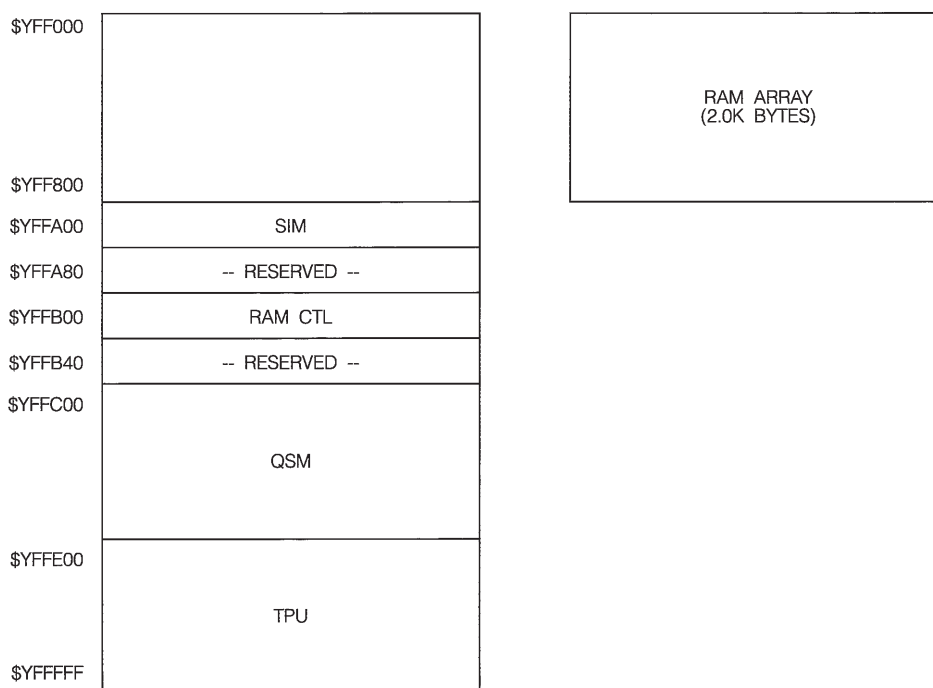 $YFF000
RAM ARRAY
(2.0K BYTES)
$YFF800
$YFFA00 SIM
$YFFA80 -- RESERVED --
$YFFB00 RAM CTL
$YFFB40 -- RESERVED --
$YFFC00
QSM
$YFFE00
TPU
$YFFFFF